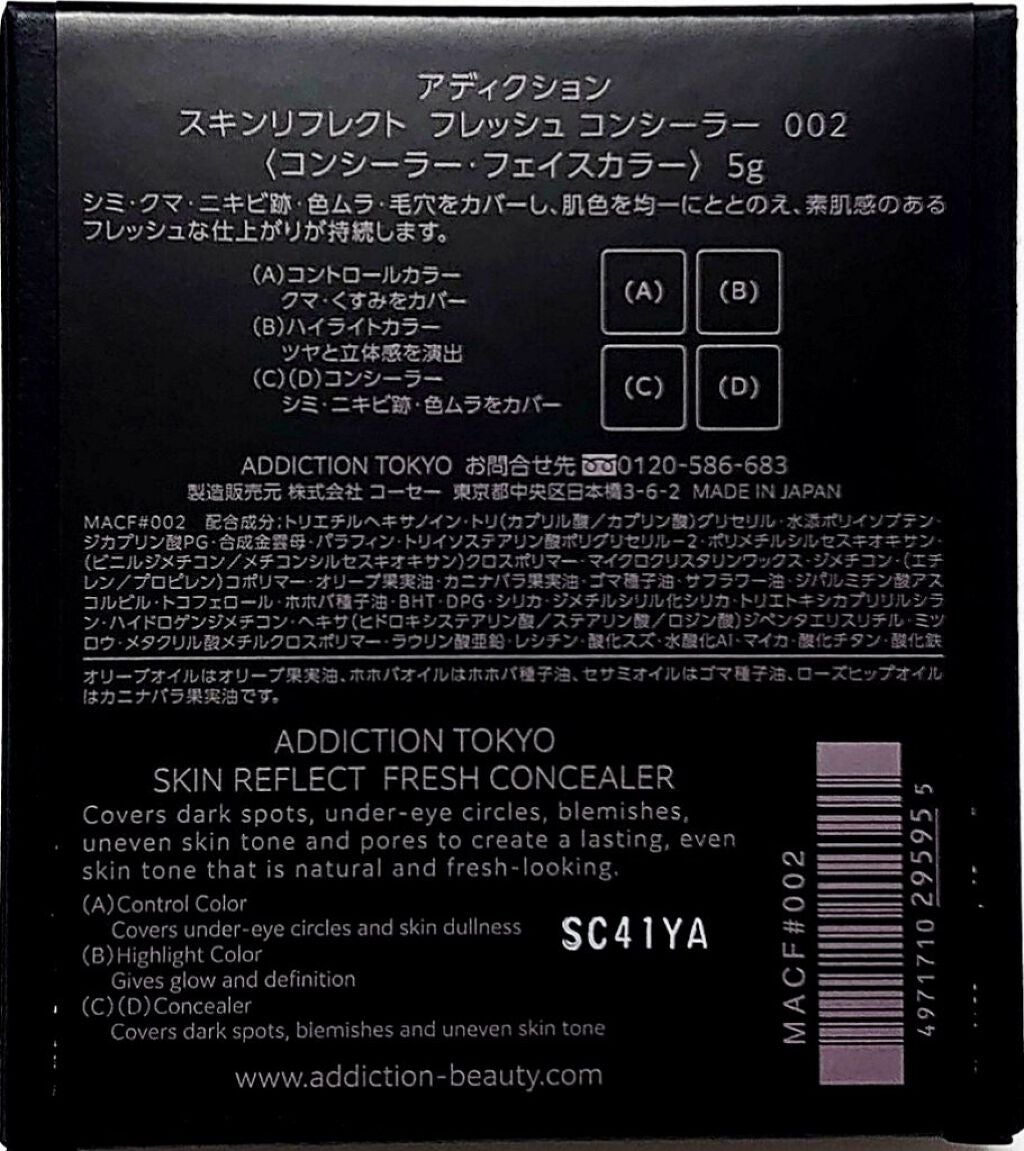 アディクション
スキンリフレクト フレッシュ コンシーラー 002
〈コンシーラー・フェイスカラー〉 5g
シミ・クマ・ニキビ跡・色ムラ・毛穴をカバーし、肌色を均一にととのえ、素肌感のある
フレッシュな仕上がりが持続します。
(A)コントロールカラー
クマ・くすみをカバー
(B)ハイライトカラー
ツヤと立体感を演出
(C)(D)コンシーラー
シミ・ニキビ跡・色ムラをカバー
(A) (B)
(C) (D)
ADDICTION TOKYO お問合せ先 0120-586-683
製造販売元 株式会社 コーセー 東京都中央区日本橋3-6-2 MADE IN JAPAN
MACF#002 配合成分:トリエチルヘキサノイン・トリ(カプリル酸/カプリン酸)グリセリル・水添ポリイソブテン・
ジカプリン酸PG・合成金雲母・パラフィン・トリイソステアリン酸ポリグリセリル-2・ポリメチルシルセスキオキサン・
(ビニルジメチコン/メチコンシルセスキオキサン)クロスポリマー・マイクロクリスタリンワックス・ジメチコン・(エチ
レン/プロピレン)コポリマー・オリーブ果実油・カニナバラ果実油・ゴマ種子油・サフラワー油・ジパルミチン酸アス
コルビル・トコフェロール・ホホバ種子油・BHT・DPG・シリカ・ジメチルシリル化シリカ・トリエトキシカプリリルシラ
ン・ハイドロゲンジメチコン・ヘキサ(ヒドロキシステアリン酸/ステアリン酸/ロジン酸)ジペンタエリスリチル・ミツ
ロウ・メタクリル酸メチルクロスポリマー・ラウリン酸亜鉛・レシチン・酸化スズ・水酸化Al・マイカ・酸化チタン・酸化鉄
オリーブオイルはオリーブ果実油、ホホバオイルはホホバ種子油、セサミオイルはゴマ種子油、ローズヒップオイル
はカニナバラ果実油です。
ADDICTION TOKYO
SKIN REFLECT FRESH CONCEALER
Covers dark spots, under-eye circles, blemishes,
uneven skin tone and pores to create a lasting, even
skin tone that is natural and fresh-looking.
(A)Control Color
Covers under-eye circles and skin dullness
(B)Highlight Color
Gives glow and definition
(C)(D)Concealer
Covers dark spots, blemishes and uneven skin tone
www.addiction-beauty.com
SC41YA
MACF#002
4971710 295955